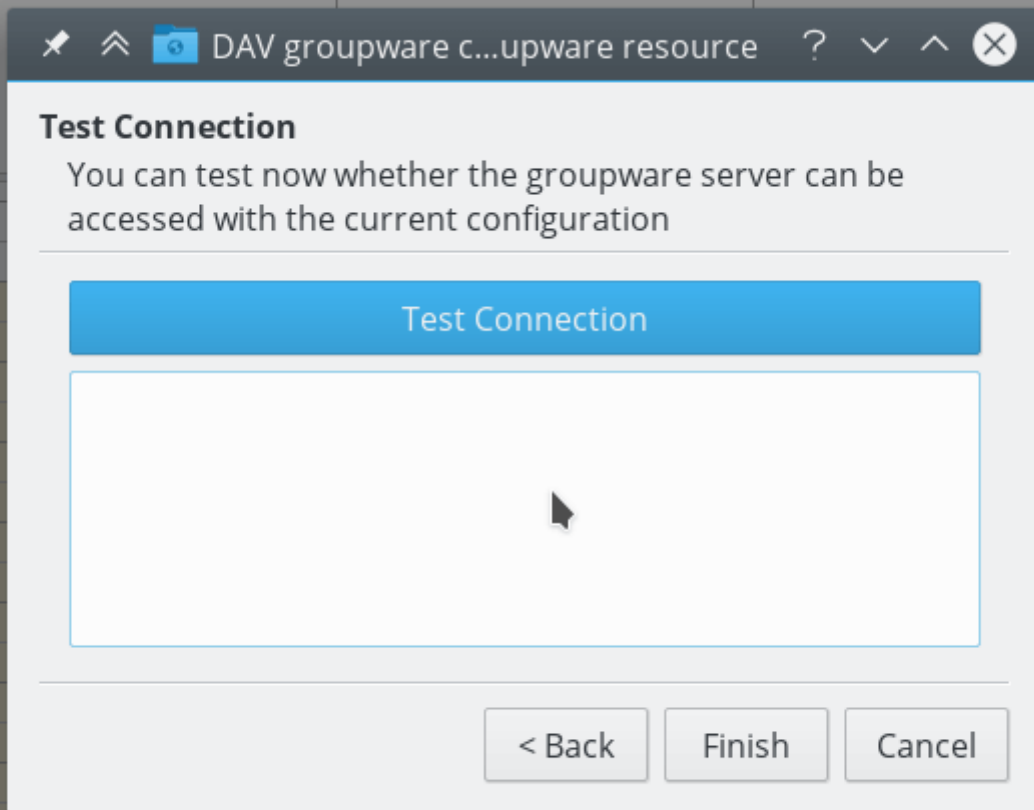 DAV groupware c...upware resource ?
Test Connection
You can test now whether the groupware server can be
accessed with the current configuration
Test Connection
< Back Finish Cancel